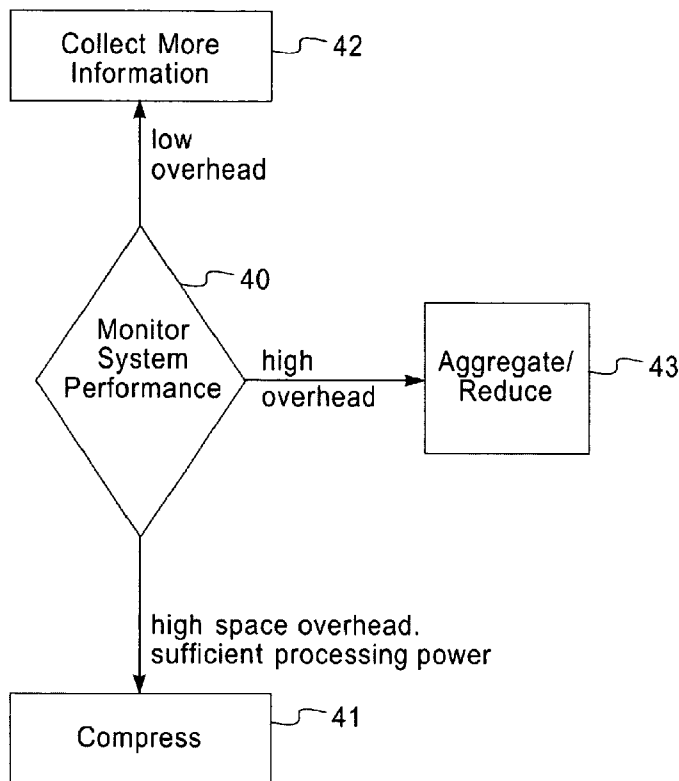 Collect More
Information
42
low
overhead
40
Monitor
System
Performance
high
overhead
Aggregate/
Reduce
43
high space overhead.
sufficient processing power
Compress
41